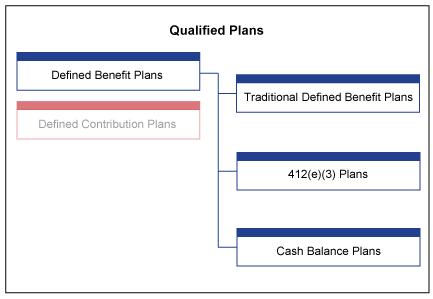 Qualified Plans
Defined Benefit Plans
Defined Contribution Plans
Traditional Defined Benefit Plans
412(e)(3) Plans
Cash Balance Plans